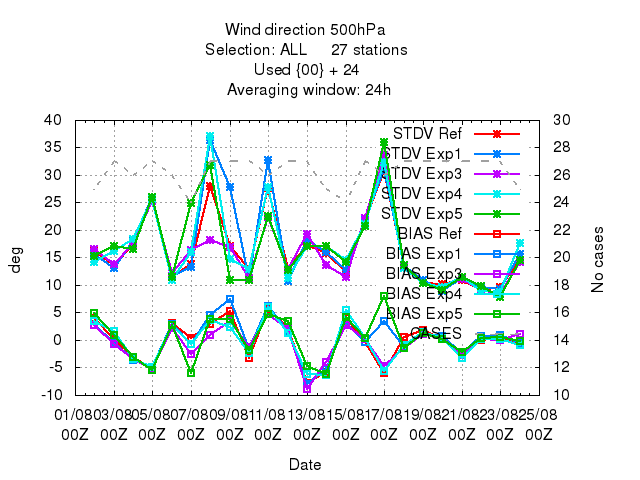 Wind direction 500hPa
Selection: ALL 27 stations
Used {00} + 24
Averaging window: 24h
40 30
35 28
30 26
25 24
20 22
15 20
10 18
5 16
0 14
-5 12
-10 10
deg
No cases
STDV Ref
STDV Exp1
STDV Exp3
STDV Exp4
STDV Exp5
BIAS Ref
BIAS Exp1
BIAS Exp3
BIAS Exp4
BIAS Exp5
CASES
01/08 03/08 05/08 07/08 09/08 11/08 13/08 15/08 17/08 19/08 21/08 23/08 25/08
00Z 00Z 00Z 00Z 00Z 00Z 00Z 00Z 00Z 00Z 00Z 00Z 00Z
Date